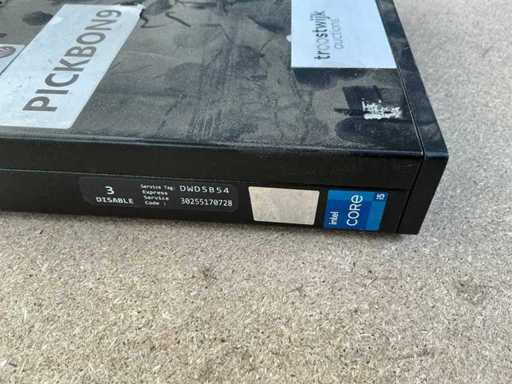 PICKBON9
troostwijk
auctions
3
DISABLE
Service Tag: DWD5B54
Express
Service
Code : 30255170728
intel
CORE
i5